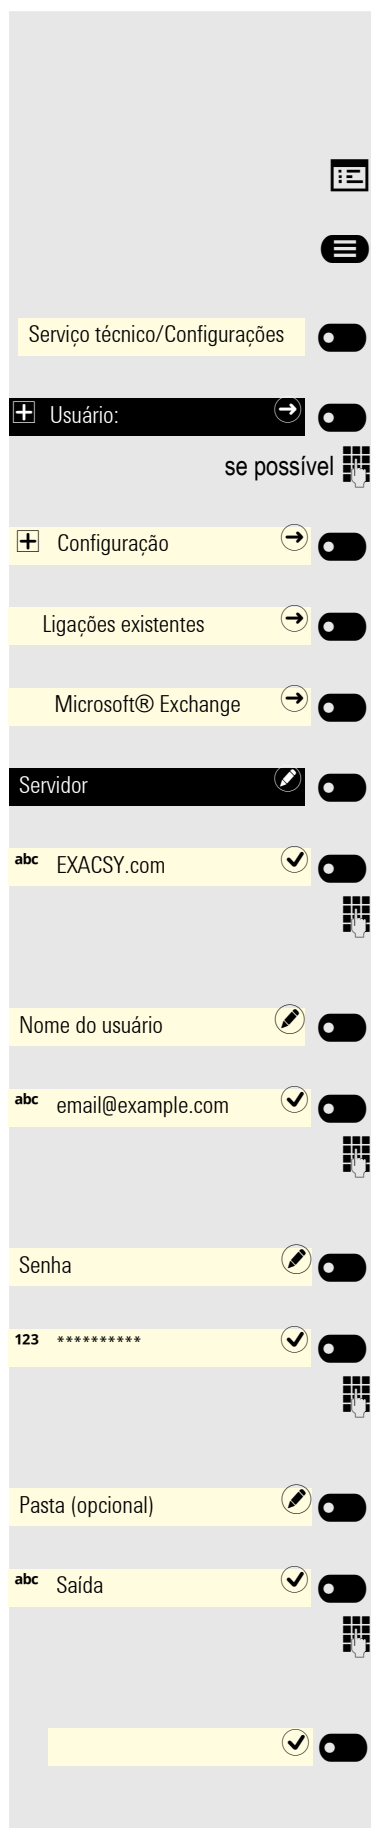 Serviço técnico/Configurações
Usuário:
se possível
Configuração
Ligações existentes
Microsoft® Exchange
Servidor
abc EXACSY.com
Nome do usuário
abc email@example.com
Senha
123 **********
Pasta (opcional)
abc Saída